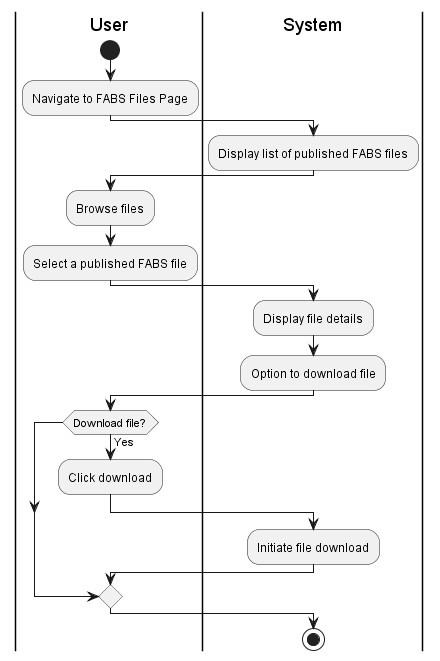 User
System
Navigate to FABS Files Page
Display list of published FABS files
Browse files
Select a published FABS file
Display file details
Option to download file
Download file?
Yes
Click download
Initiate file download